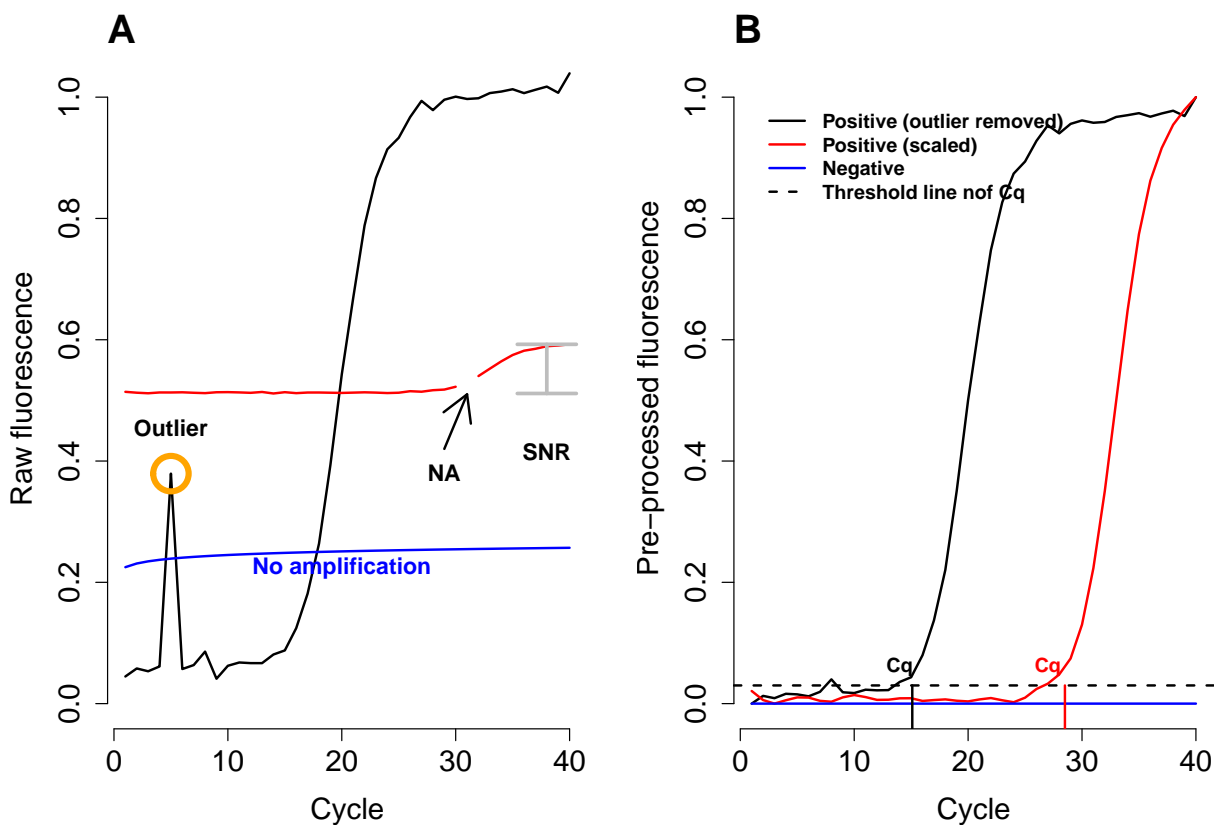 A
Raw fluorescence
1.0
0.8
0.6
0.4
0.2
0.0
Outlier
NA
SNR
No amplification
0 10 20 30 40
Cycle
B
Pre−processed fluorescence
1.0
0.8
0.6
0.4
0.2
0.0
Positive (outlier removed)
Positive (scaled)
Negative
Threshold line nof Cq
Cq
Cq
0 10 20 30 40
Cycle